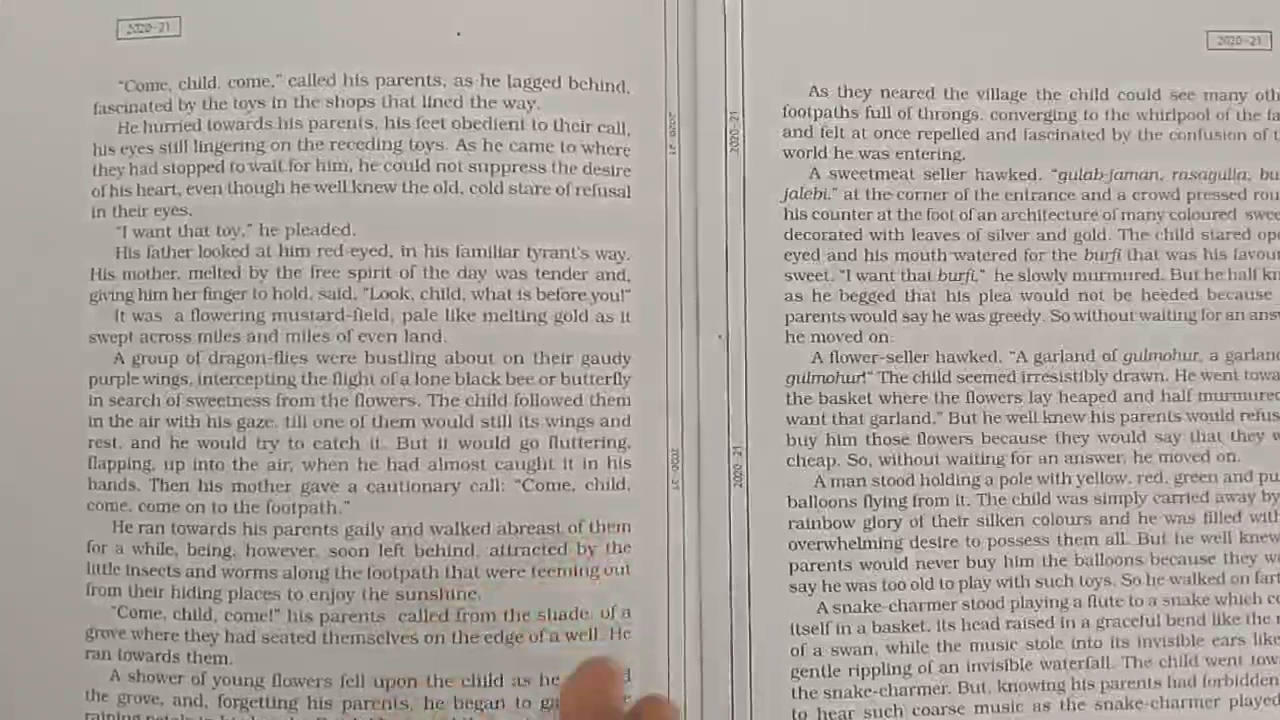 2020-21
"Come, child, come," called his parents, as he lagged behind,
fascinated by the toys in the shops that lined the way.
He hurried towards his parents, his feet obedient to their call,
his eyes still lingering on the receding toys. As he came to where
they had stopped to wait for him, he could not suppress the desire
of his heart, even though he well knew the old, cold stare of refusal
in their eyes.
"I want that toy," he pleaded.
His father looked at him red-eyed, in his familiar tyrant's way.
His mother, melted by the free spirit of the day was tender and,
giving him her finger to hold, said, "Look, child, what is before you!"
It was a flowering mustard-field, pale like melting gold as it
swept across miles and miles of even land.
A group of dragon-flies were bustling about on their gaudy
purple wings, intercepting the flight of a lone black bee or butterfly
in search of sweetness from the flowers. The child followed them
in the air with his gaze, till one of them would still its wings and
rest, and he would try to catch it. But it would go fluttering,
flapping, up into the air, when he had almost caught it in his
hands. Then his mother gave a cautionary call: "Come, child,
come, come on to the footpath."
He ran towards his parents gaily and walked abreast of them
for a while, being, however, soon left behind, attracted by the
little insects and worms along the footpath that were teeming out
from their hiding places to enjoy the sunshine.
"Come, child, come!" his parents called from the shade of a
grove where they had seated themselves on the edge of a well. He
ran towards them.
A shower of young flowers fell upon the child as he
the grove, and, forgetting his parents, he began to
raining petals in
2020-21
2020-21
2020-21
2020-21
2020-21
As they neared the village the child could see many
footpaths full of throngs, converging to the whirlpool of the
and felt at once repelled and fascinated by the confusion of
world he was entering.
A sweetmeat seller hawked, "gulab-jaman, rasagulla,
jalebi," at the corner of the entrance and a crowd pressed
his counter at the foot of an architecture of many coloured
decorated with leaves of silver and gold. The child stared
eyed and his mouth watered for the burfi that was his
sweet. "I want that burfi," he slowly murmured. But he half
as he begged that his plea would not be heeded because
parents would say he was greedy. So without waiting for an
he moved on.
A flower-seller hawked, "A garland of gulmohur, a
gulmohur!" The child seemed irresistibly drawn. He went
the basket where the flowers lay heaped and half murmured
want that garland." But he well knew his parents would
buy him those flowers because they would say that they
cheap. So, without waiting for an answer, he moved on.
A man stood holding a pole with yellow, red, green and
balloons flying from it. The child was simply carried away by
rainbow glory of their silken colours and he was filled with
overwhelming desire to possess them all. But he well knew
parents would never buy him the balloons because they
say he was too old to play with such toys. So he walked on
A snake-charmer stood playing a flute to a snake which
itself in a basket, its head raised in a graceful bend like the
of a swan, while the music stole into its invisible ears like
gentle rippling of an invisible waterfall. The child went
the snake-charmer. But, knowing his parents had forbidden
to hear such coarse music as the snake-charmer played